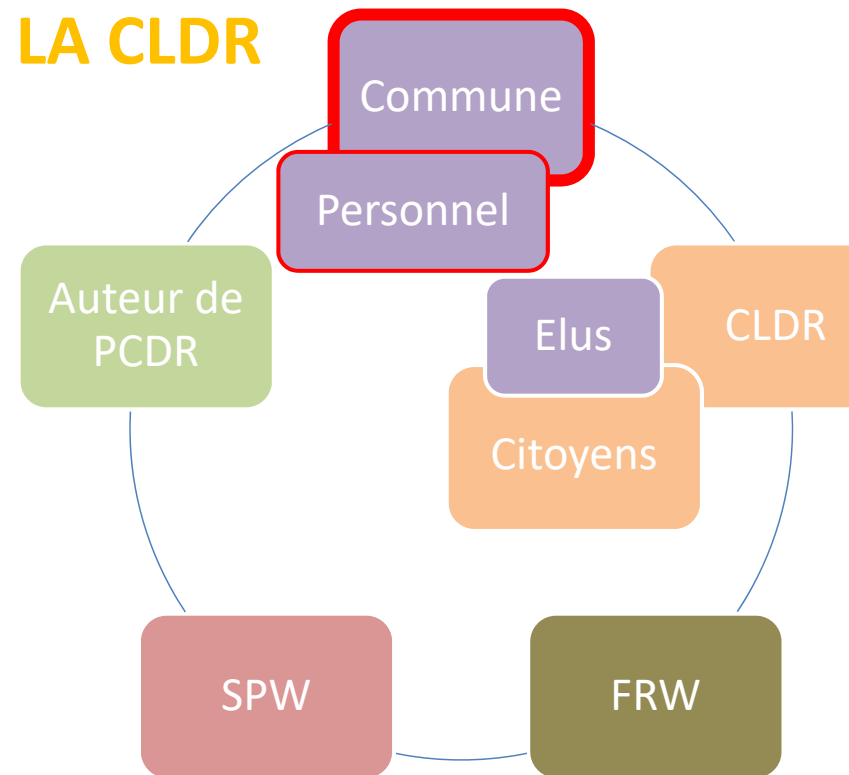 LA CLDR
Commune
Personnel
Auteur de
PCDR
Elus
CLDR
Citoyens
SPW
FRW